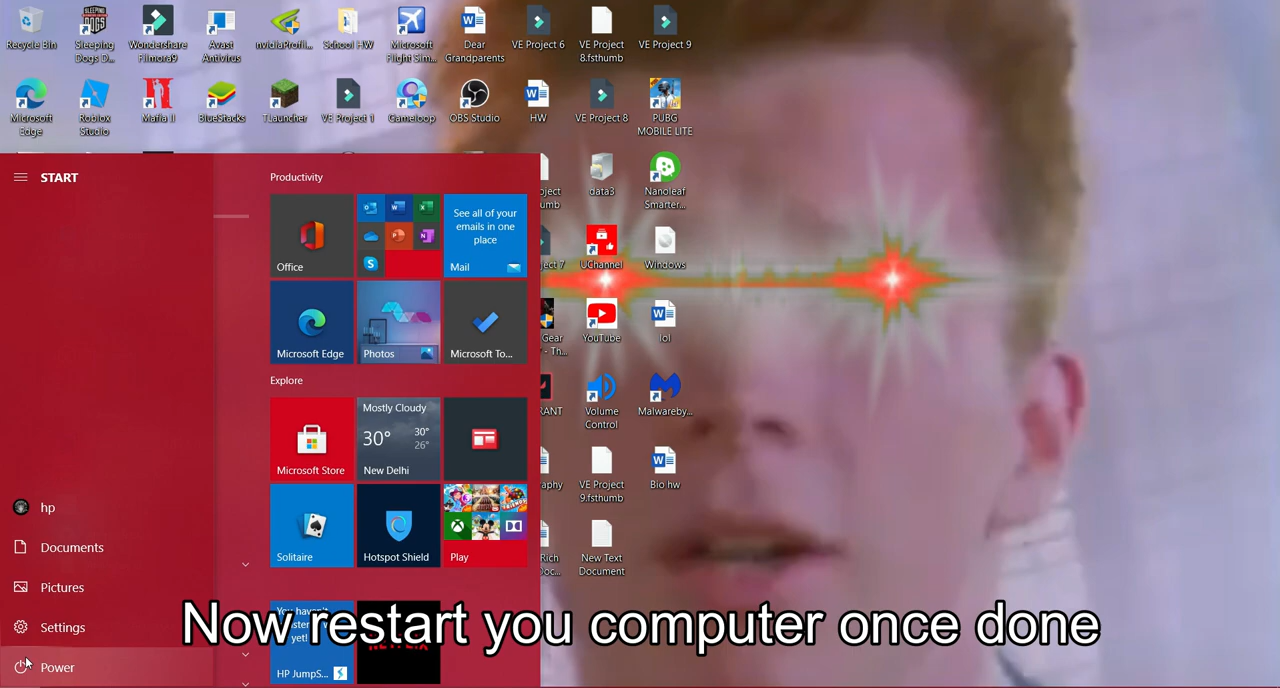 Recycle Bin
Sleeping
Dogs D...
Wondershare
Filmora9
Avast
Antivirus
nvidiaProfil...
School HW
Microsoft
Flight Sim...
Dear
Grandparents
VE Project 6
VE Project
8.fsthumb
VE Project 9
Microsoft
Edge
Roblox
Studio
Mafia II
BlueStacks
TLauncher
VE Project 1
Gameloop
OBS Studio
HW
VE Project 8
PUBG
MOBILE LITE
data3
Nanoleaf
Smarter...
UChannel
Windows
YouTube
lol
Volume
Control
Malwareby...
VE Project
9.fsthumb
Bio hw
New Text
Document
START
Productivity
Office
See all of your
emails in one
place
Mail
Microsoft Edge
Photos
Microsoft To...
Explore
Microsoft Store
Mostly Cloudy
30°
30°
26°
New Delhi
Solitaire
Hotspot Shield
Play
HP JumpS...
hp
Documents
Pictures
Settings
Power
Now restart you computer once done